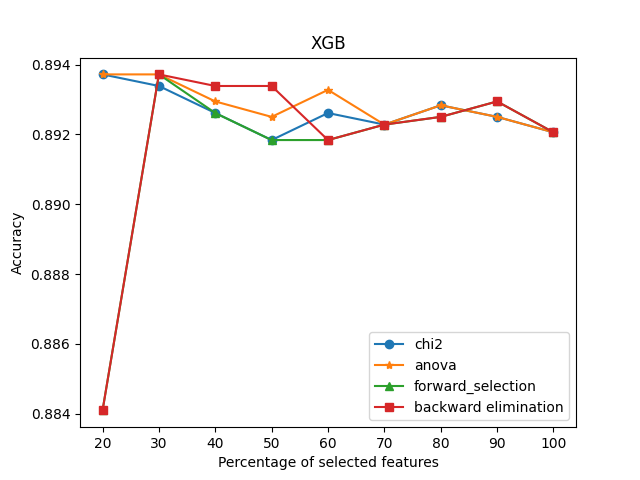 XGB
0.894
0.892
0.890
0.888
0.886
0.884
Accuracy
20 30 40 50 60 70 80 90 100
Percentage of selected features
chi2
anova
forward_selection
backward elimination